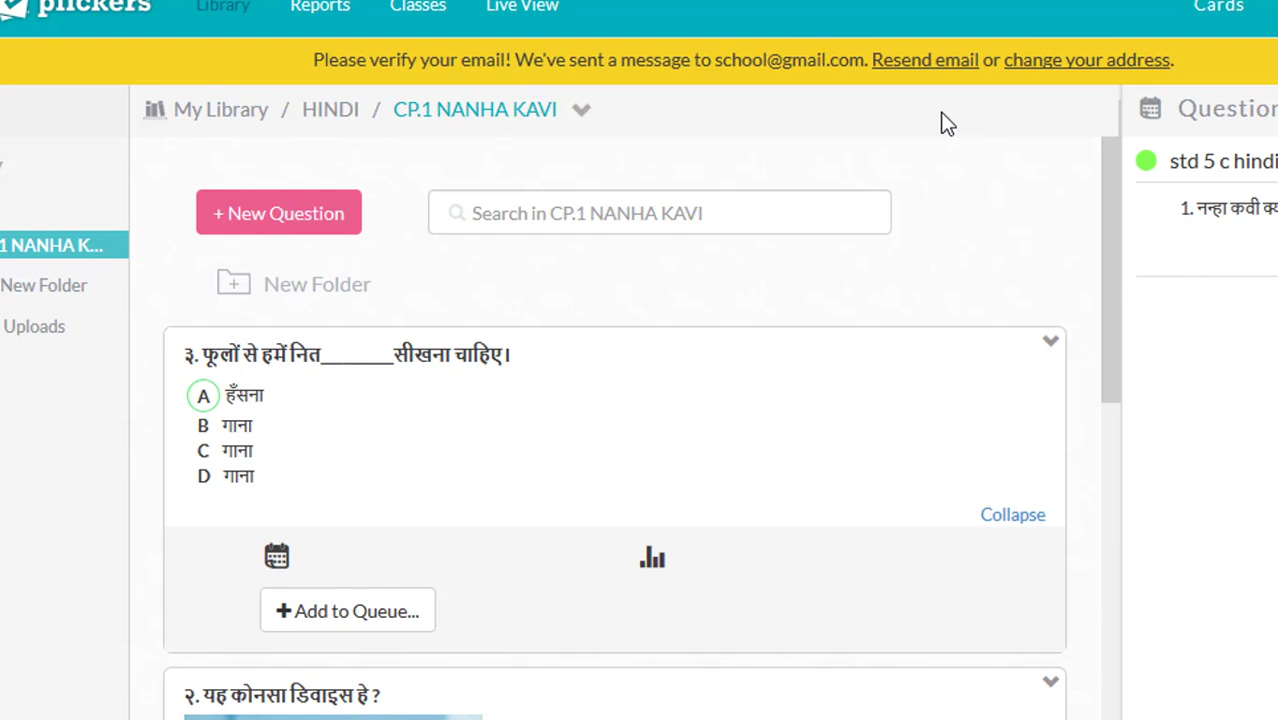 plickers
Library Reports Classes Live View Cards
Please verify your email! We've sent a message to school@gmail.com. Resend email or change your address.
My Library / HINDI / CP.1 NANHA KAVI
Question
+ New Question
Search in CP.1 NANHA KAVI
std 5 c hindi
1. नन्हा कवी क्य
1 NANHA K...
New Folder
Uploads
New Folder
३. फूलों से हमें नित________सीखना चाहिए।
A हँसना
B गाना
C गाना
D गाना
Collapse
+ Add to Queue...
२. यह कोनसा डिवाइस हे ?